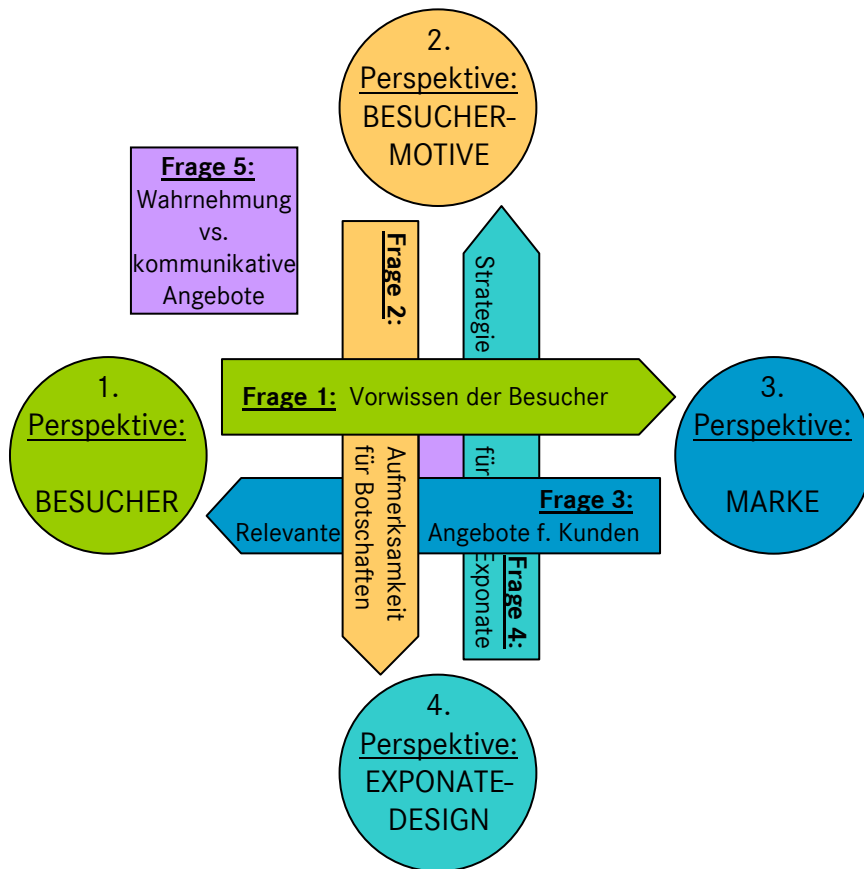 2.
Perspektive:
BESUCHER-
MOTIVE
Frage 5:
Wahrnehmung
vs.
kommunikative
Angebote
Frage 2:
Aufmerksamkeit
für Botschaften
Frage 4:
Strategie für Exponate
1.
Perspektive:
BESUCHER
Frage 1: Vorwissen der Besucher
3.
Perspektive:
MARKE
Frage 3:
Relevante Angebote f. Kunden
4.
Perspektive:
EXPONATE-
DESIGN